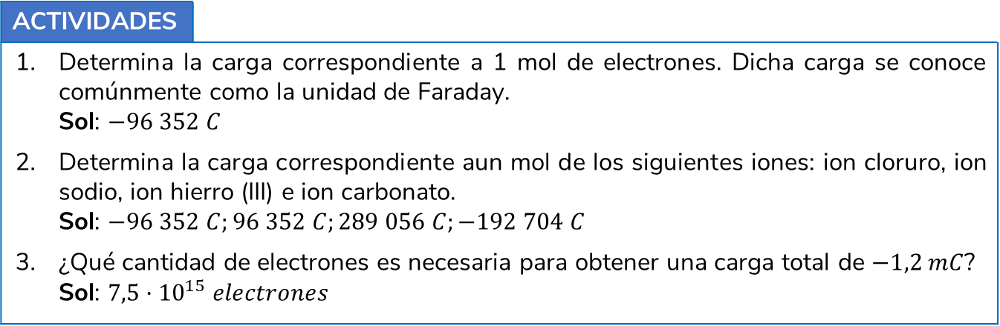 ACTIVIDADES
1. Determina la carga correspondiente a 1 mol de electrones. Dicha carga se conoce
comúnmente como la unidad de Faraday.
Sol: −96 352 C
2. Determina la carga correspondiente aun mol de los siguientes iones: ion cloruro, ion
sodio, ion hierro (III) e ion carbonato.
Sol: −96 352 C; 96 352 C; 289 056 C; −192 704 C
3. ¿Qué cantidad de electrones es necesaria para obtener una carga total de −1,2 mC?
Sol: 7,5 · 10¹⁵ electrones